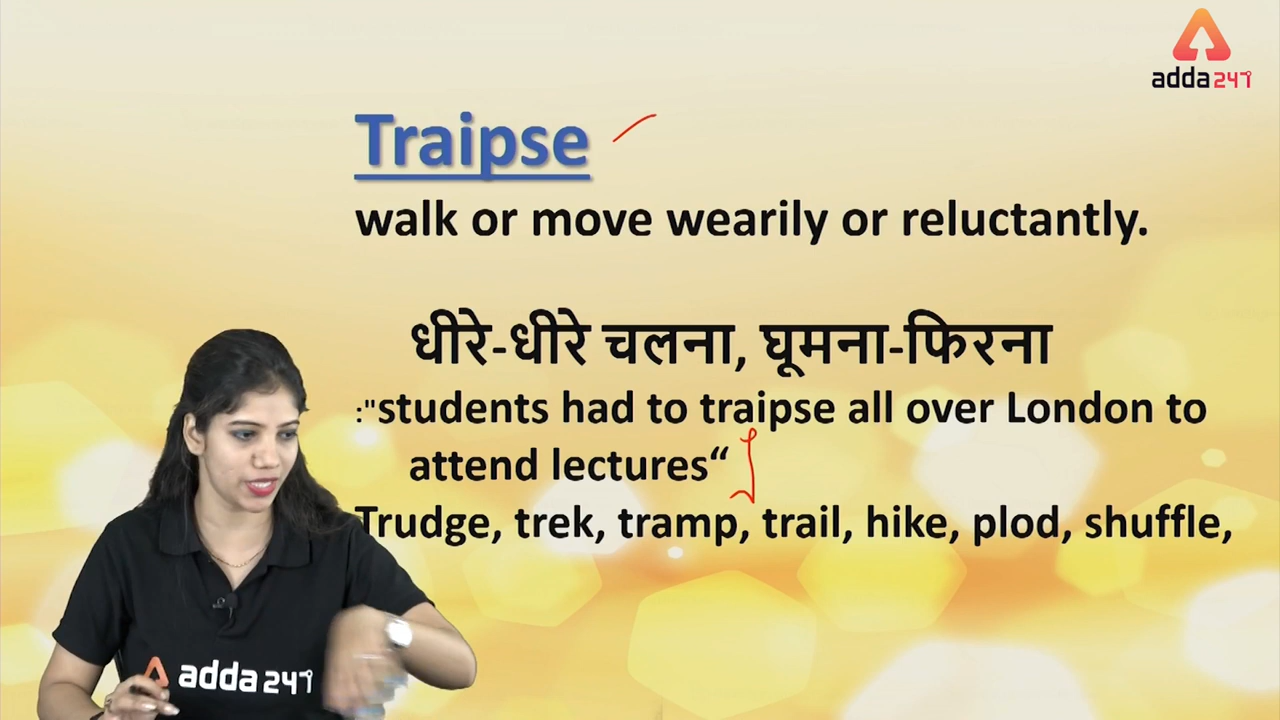 adda247
Traipse
walk or move wearily or reluctantly.
धीरे-धीरे चलना, घूमना-फिरना
:"students had to traipse all over London to
attend lectures“
Trudge, trek, tramp, trail, hike, plod, shuffle,
adda247